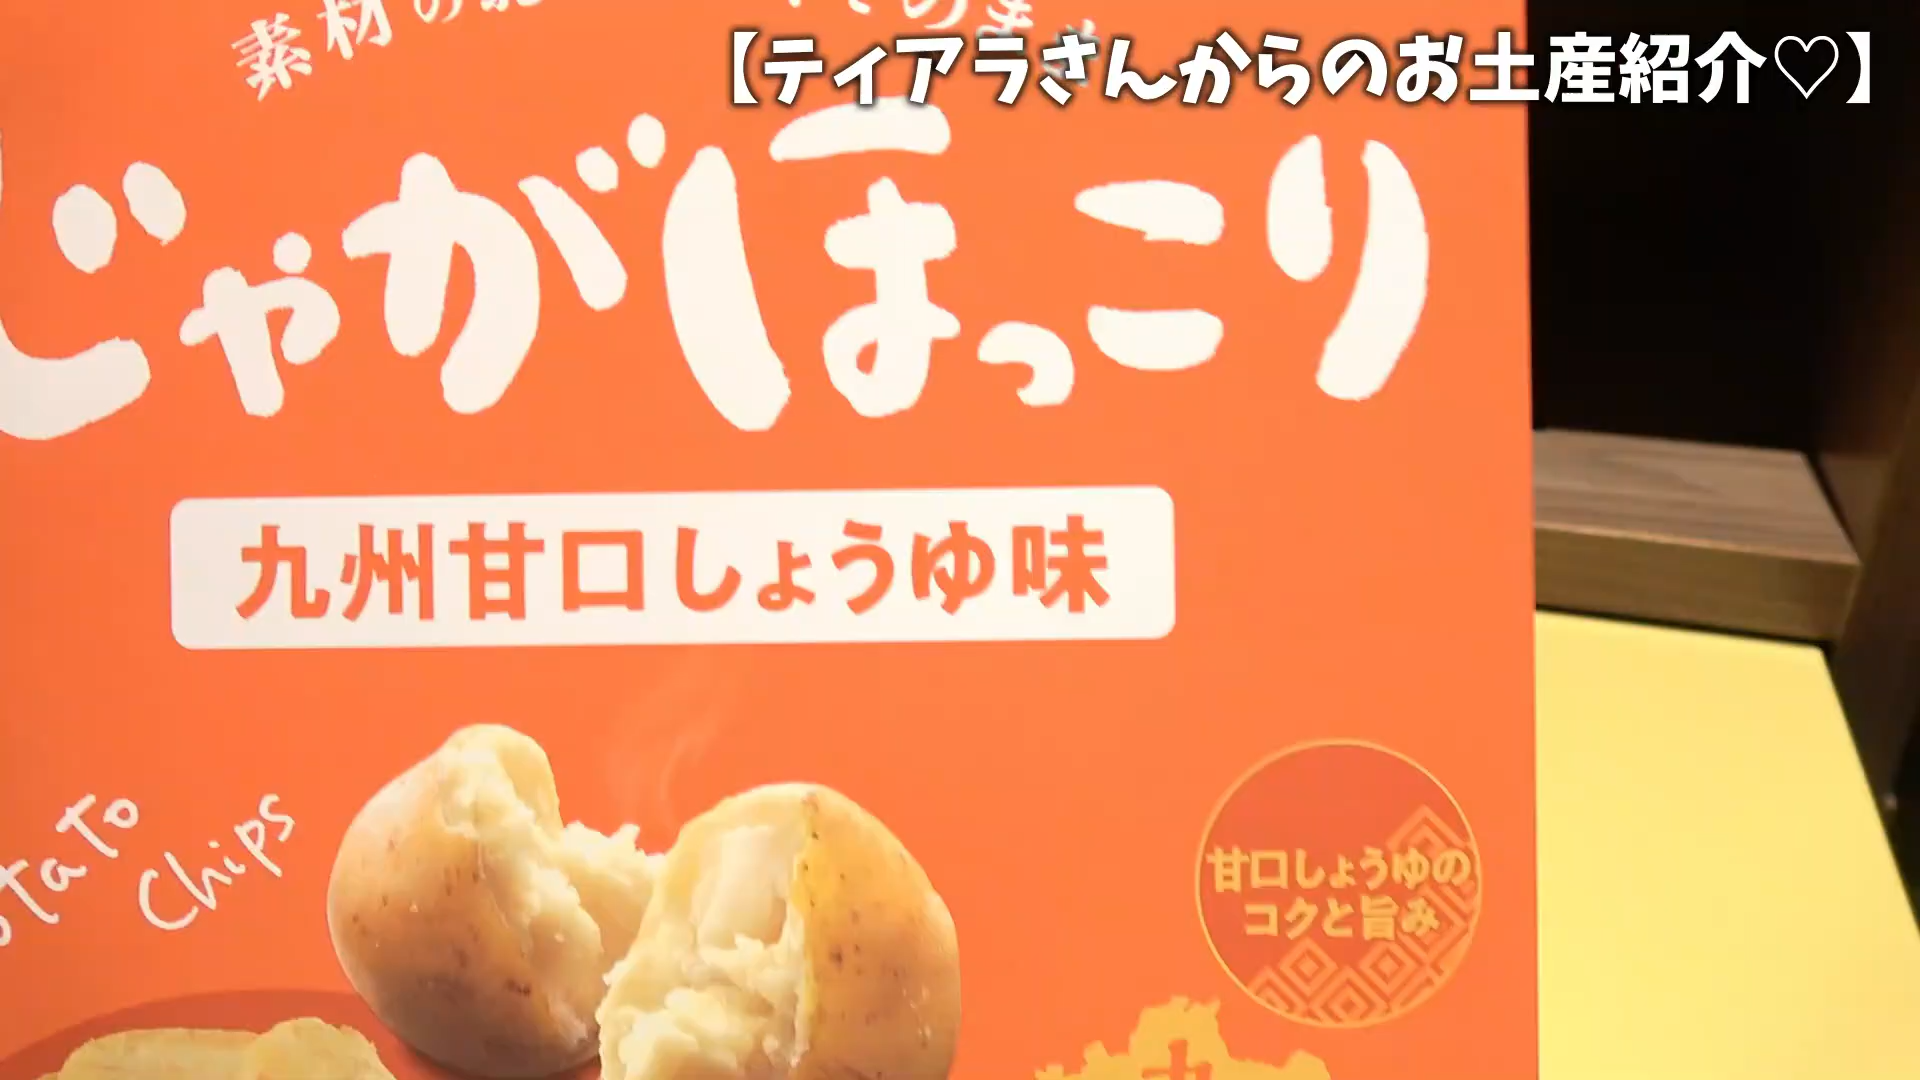 【ティアラさんからのお土産紹介♡】
素材の
じゃがほっこり
九州甘口しょうゆ味
Chips
甘口しょうゆの
コクと旨み
九